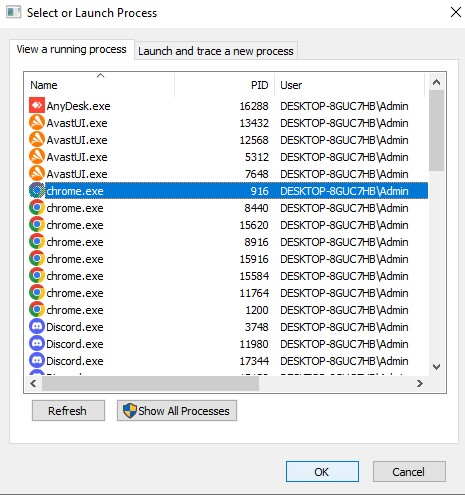 Select or Launch Process
View a running process Launch and trace a new process
Name PID User
AnyDesk.exe 16288 DESKTOP-8GUC7HB\Admin
AvastUI.exe 13432 DESKTOP-8GUC7HB\Admin
AvastUI.exe 12568 DESKTOP-8GUC7HB\Admin
AvastUI.exe 5312 DESKTOP-8GUC7HB\Admin
AvastUI.exe 7648 DESKTOP-8GUC7HB\Admin
chrome.exe 916 DESKTOP-8GUC7HB\Admin
chrome.exe 8440 DESKTOP-8GUC7HB\Admin
chrome.exe 15620 DESKTOP-8GUC7HB\Admin
chrome.exe 8916 DESKTOP-8GUC7HB\Admin
chrome.exe 15916 DESKTOP-8GUC7HB\Admin
chrome.exe 15584 DESKTOP-8GUC7HB\Admin
chrome.exe 11764 DESKTOP-8GUC7HB\Admin
chrome.exe 1200 DESKTOP-8GUC7HB\Admin
Discord.exe 3748 DESKTOP-8GUC7HB\Admin
Discord.exe 11980 DESKTOP-8GUC7HB\Admin
Discord.exe 17344 DESKTOP-8GUC7HB\Admin
Refresh Show All Processes
OK Cancel